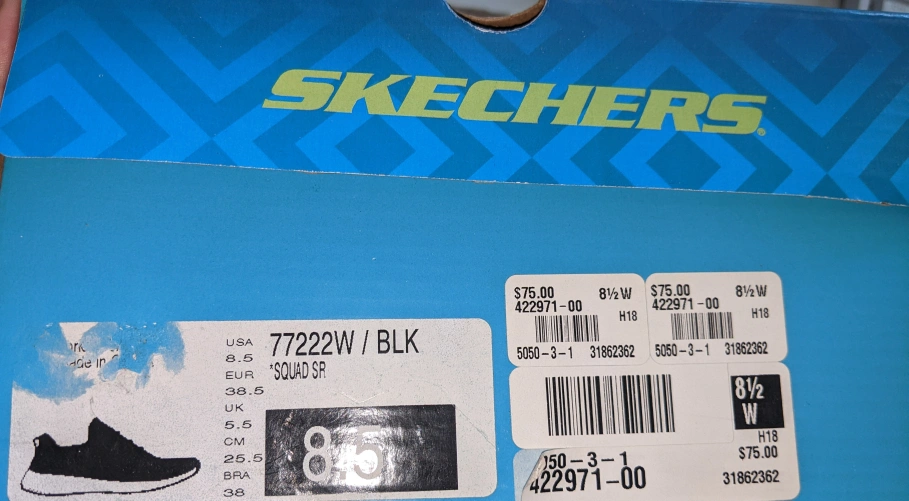 SKECHERS
USA
8.5
EUR
38.5
UK
5.5
CM
25.5
BRA
38
77222W / BLK
*SQUAD SR
8.5
$75.00 8½ W
422971-00
H18
5050-3-1 31862362
$75.00 8½ W
422971-00
H18
5050-3-1 31862362
8½
W
H18
$75.00
31862362
050-3-1
422971-00